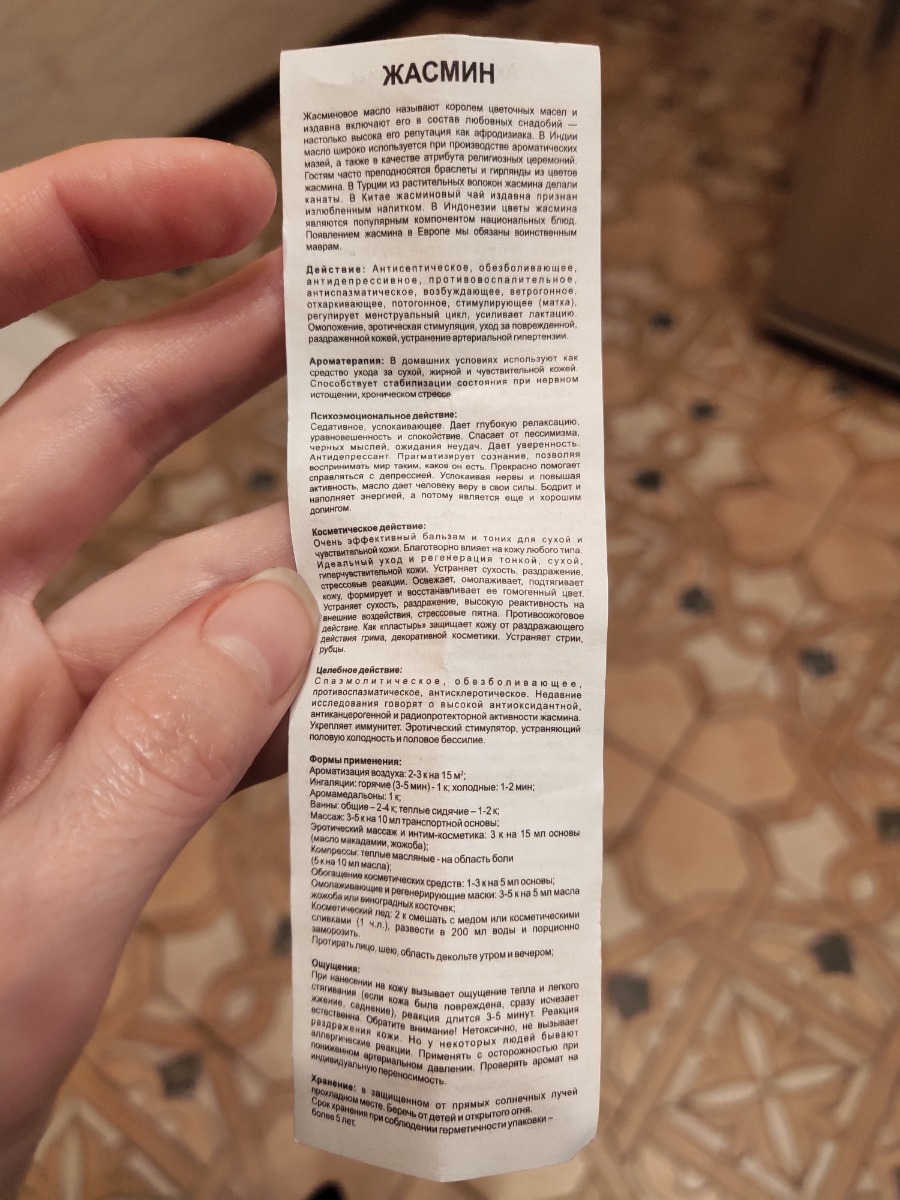 ЖАСМИН
Жасминовое масло называют королем цветочных масел и
издавна включают его в состав любовных снадобий —
настолько высока его репутация как афродизиака. В Индии
масло широко используется при производстве ароматических
мазей, а также в качестве атрибута религиозных церемоний.
Гостям часто преподносятся браслеты и гирлянды из цветов
жасмина. В Турции из растительных волокон жасмина делали
канаты. В Китае жасминовый чай издавна признан
излюбленным напитком. В Индонезии цветы жасмина
являются популярным компонентом национальных блюд.
Появлением жасмина в Европе мы обязаны воинственным
маврам.
Действие: Антисептическое, обезболивающее,
антидепрессивное, противовоспалительное,
антиспазматическое, возбуждающее, ветрогонное,
отхаркивающее, потогонное, стимулирующее (матка),
регулирует менструальный цикл, усиливает лактацию.
Омоложение, эротическая стимуляция, уход за поврежденной,
раздраженной кожей, устранение артериальной гипертензии.
Ароматерапия: В домашних условиях используют как
средство ухода за сухой, жирной и чувствительной кожей.
Способствует стабилизации состояния при нервном
истощении, хроническом стрессе.
Психоэмоциональное действие:
Седативное, успокаивающее. Дает глубокую релаксацию,
уравновешенность и спокойствие. Спасает от пессимизма,
черных мыслей, ожидания неудач. Дает уверенность.
Антидепрессант. Прагматизирует сознание, позволяя
воспринимать мир таким, каков он есть. Прекрасно помогает
справляться с депрессией. Успокаивая нервы и повышая
активность, масло дает человеку веру в свои силы. Бодрит и
наполняет энергией, а потому является еще и хорошим
допингом.
Косметическое действие:
Очень эффективный бальзам и тоник для сухой и
чувствительной кожи. Благотворно влияет на кожу любого типа.
Идеальный уход и регенерация тонкой, сухой,
гиперчувствительной кожи. Устраняет сухость, раздражение,
стрессовые реакции. Освежает, омолаживает, подтягивает
кожу, формирует и восстанавливает ее гомогенный цвет.
Устраняет сухость, раздражение, высокую реактивность на
внешние воздействия, стрессовые пятна. Противоожоговое
действие. Как «пластырь» защищает кожу от раздражающего
действия грима, декоративной косметики. Устраняет стрии,
рубцы.
Целебное действие:
Спазмолитическое, обезболивающее,
противоспазматическое, антисклеротическое. Недавние
исследования говорят о высокой антиоксидантной,
антиканцерогенной и радиопротекторной активности жасмина.
Укрепляет иммунитет. Эротический стимулятор, устраняющий
половую холодность и половое бессилие.
Формы применения:
Ароматизация воздуха: 2-3 к на 15 м²;
Ингаляции: горячие (3-5 мин) - 1 к; холодные: 1-2 мин;
Аромамедальоны: 1 к;
Ванны: общие – 2-4 к; теплые сидячие – 1-2 к;
Массаж: 3-5 к на 10 мл транспортной основы;
Эротический массаж и интим-косметика: 3 к на 15 мл основы
(масло макадамии, жожоба);
Компрессы: теплые масляные - на область боли
(5 к на 10 мл масла);
Обогащение косметических средств: 1-3 к на 5 мл основы;
Омолаживающие и регенерирующие маски: 3-5 к на 5 мл масла
жожоба или виноградных косточек;
Косметический лед: 2 к смешать с медом или косметическими
сливками (1 ч.л.), развести в 200 мл воды и порционно
заморозить.
Протирать лицо, шею, область декольте утром и вечером;
Ощущения:
При нанесении на кожу вызывает ощущение тепла и легкого
стягивания (если кожа была повреждена, сразу исчезает
жжение, саднение), реакция длится 3-5 минут. Реакция
естественна. Обратите внимание! Нетоксично, не вызывает
раздражения кожи. Но у некоторых людей бывают
аллергические реакции. Применять с осторожностью при
пониженном артериальном давлении. Проверять аромат на
индивидуальную переносимость.
Хранение: в защищенном от прямых солнечных лучей
прохладном месте. Беречь от детей и открытого огня.
Срок хранения при соблюдении герметичности упаковки –
более 5 лет.